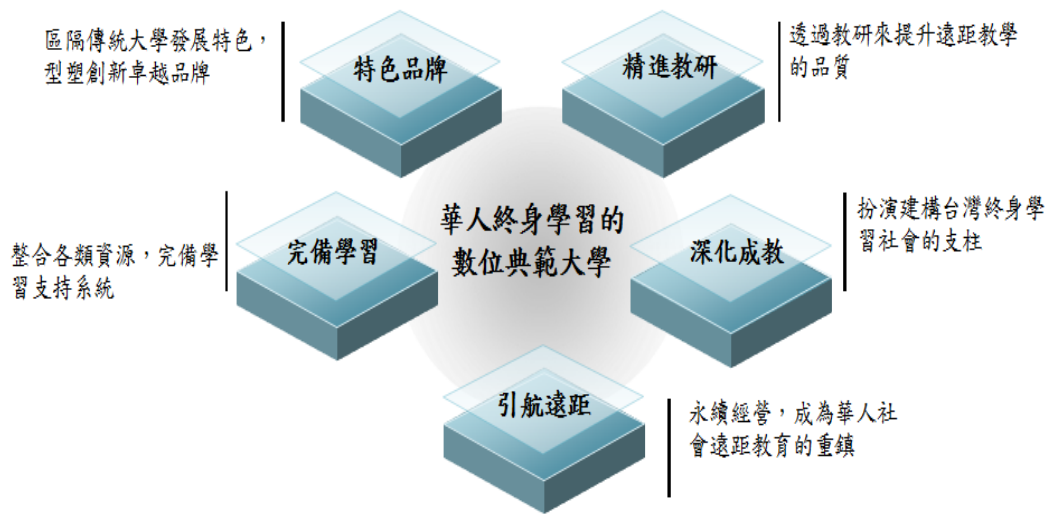 區隔傳統大學發展特色，
型塑創新卓越品牌
特色品牌
精進教研
透過教研來提升遠距教學
的品質
華人終身學習的
數位典範大學
整合各類資源，完備學
習支持系統
完備學習
深化成教
扮演建構台灣終身學
習社會的支柱
引航遠距
永續經營，成為華人社
會遠距教育的重鎮